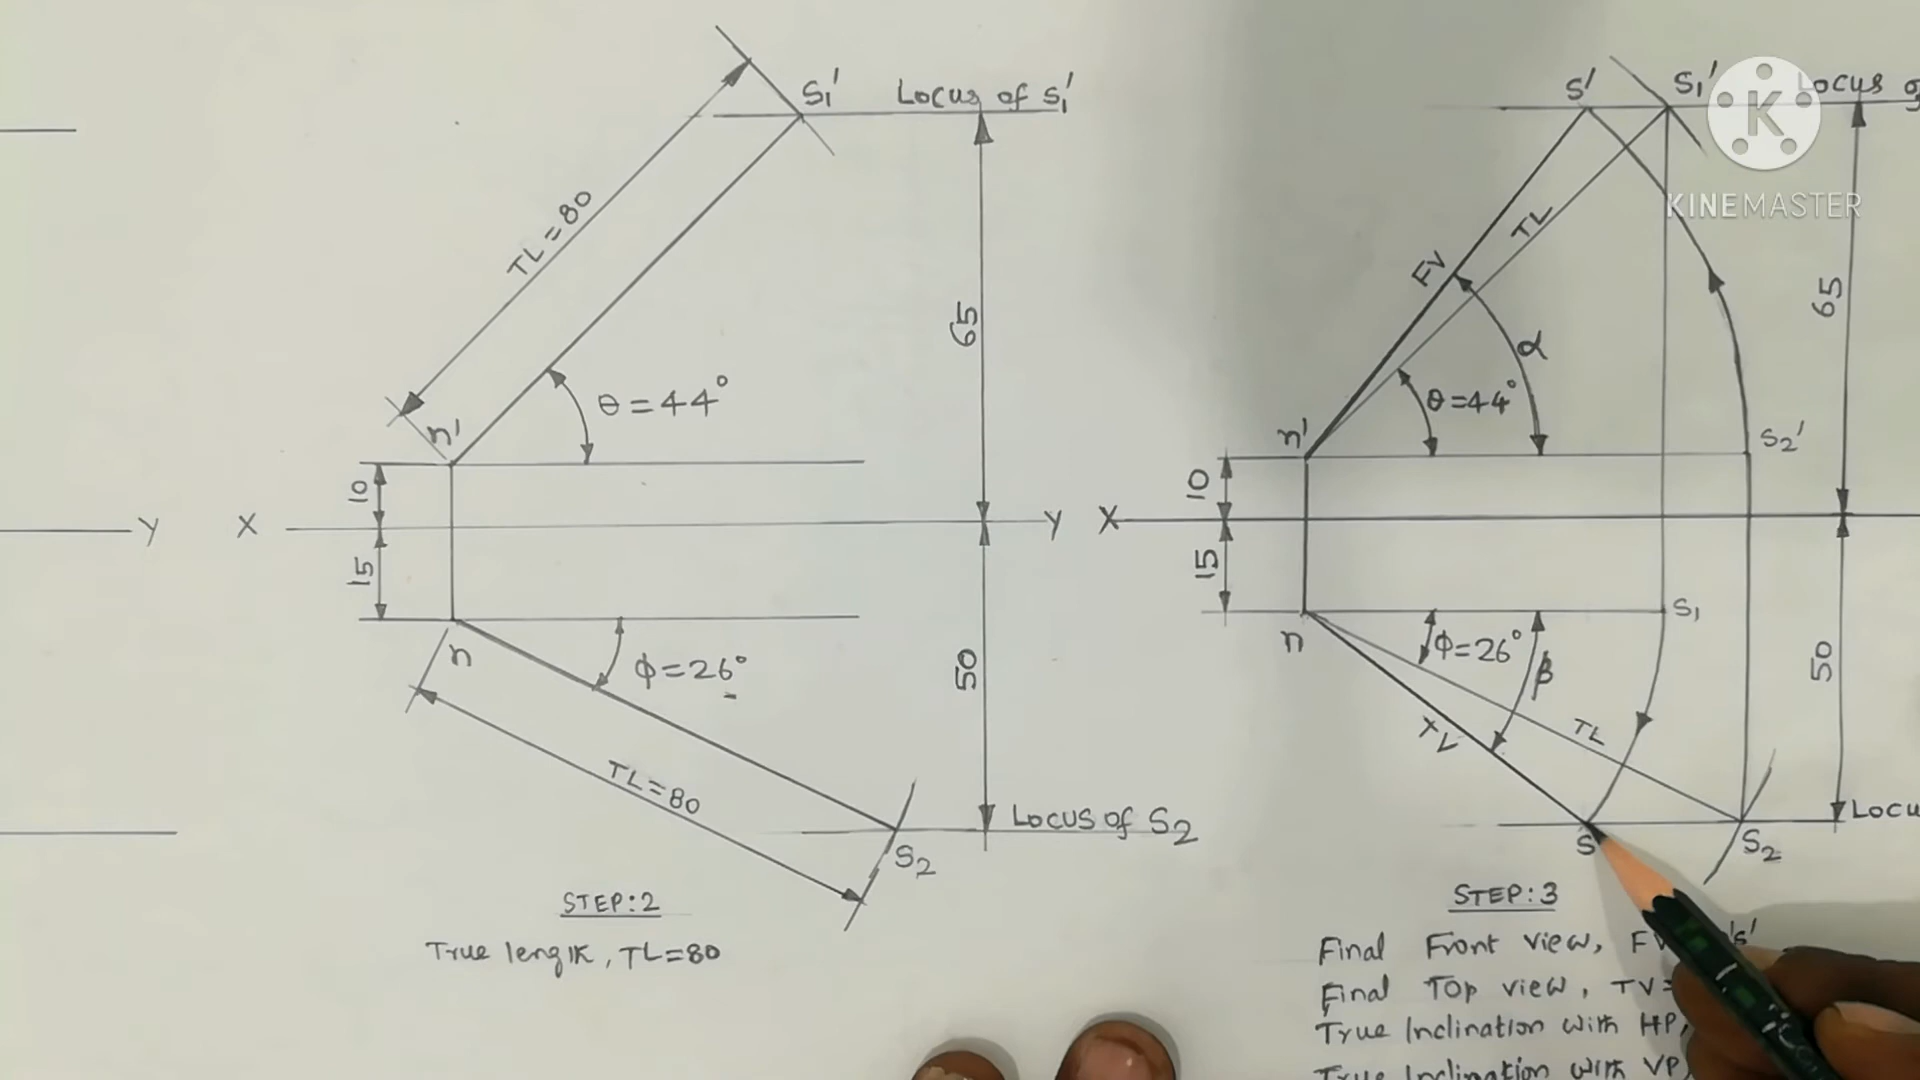 S₁'
Locus of s₁'
TL=80
65
θ=44°
n'
10
X
Y
15
n
ϕ=26°
50
TL=80
Locus of S₂
S₂
STEP:2
True length, TL=80
Y
S'
S₁'
Locus
K
KINEMASTER
TL
FV
65
α
θ=44°
n'
S₂'
10
X
15
S₁
n
ϕ=26°
β
50
TV
TL
Locu
S
S₂
STEP:3
Final Front view, FV
's'
Final Top view, TV=
True Inclination with HP,
True Inclination with VP,